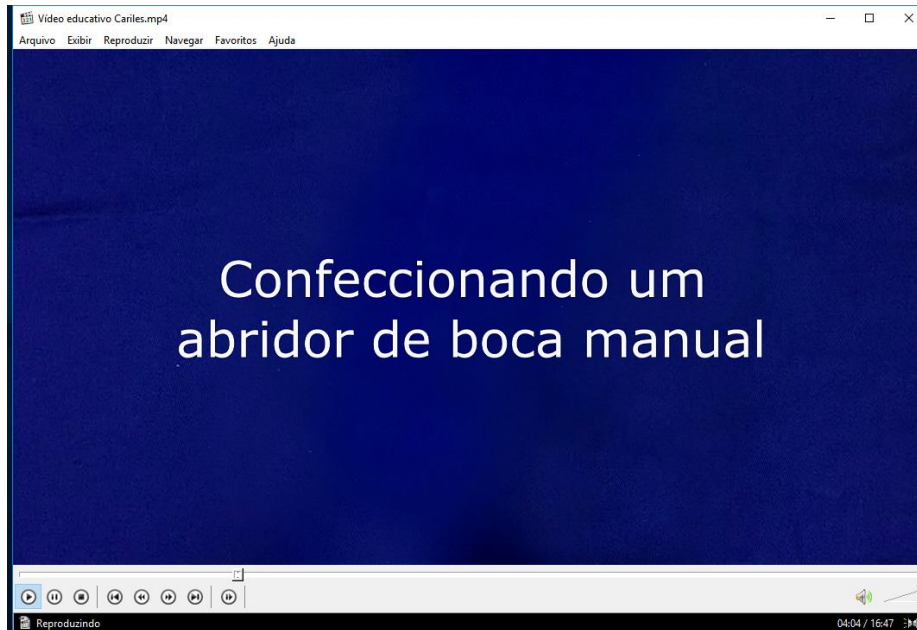 Vídeo educativo Cariles.mp4
Arquivo Exibir Reproduzir Navegar Favoritos Ajuda
Confeccionando um
abridor de boca manual
Reproduzindo
04:04 / 16:47